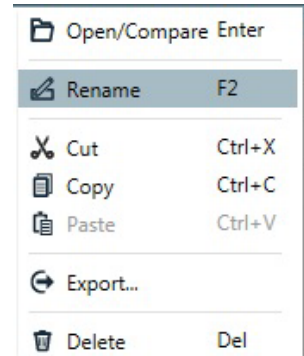 Open/Compare Enter
Rename F2
Cut Ctrl+X
Copy Ctrl+C
Paste Ctrl+V
Export...
Delete Del